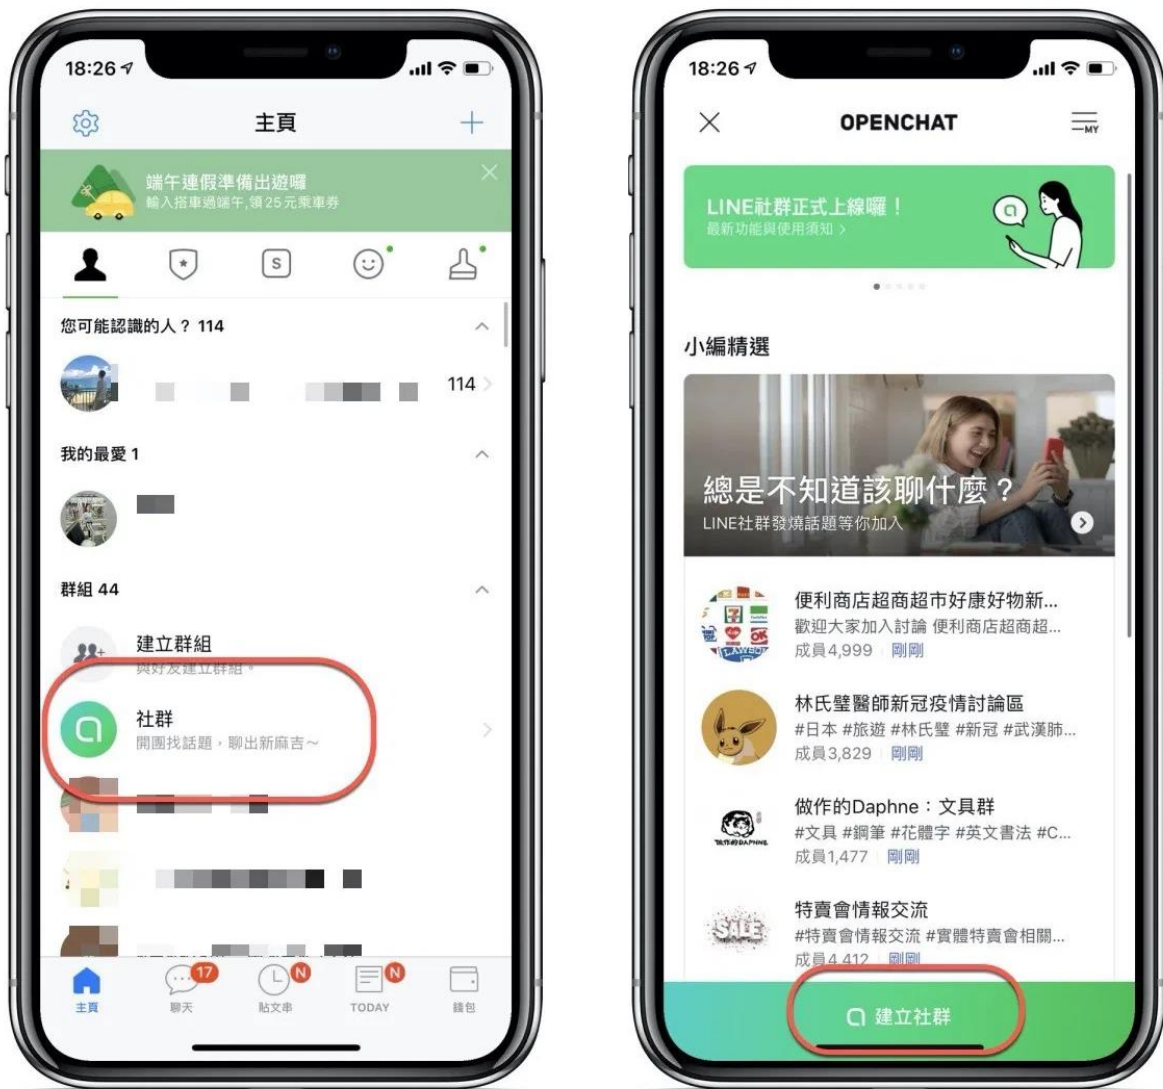 18:26
主頁
端午連假準備出遊囉
輸入搭車過端午,領25元乘車券
S
您可能認識的人？ 114
114
我的最愛 1
群組 44
建立群組
與好友建立群組。
社群
開團找話題，聊出新麻吉～
17
N
N
主頁
聊天
貼文串
TODAY
錢包
18:26
OPENCHAT
MY
LINE社群正式上線囉！
最新功能與使用須知
小編精選
總是不知道該聊什麼？
LINE社群發燒話題等你加入
便利商店超商超市好康好物新...
歡迎大家加入討論 便利商店超商超...
成員4,999 剛剛
林氏璧醫師新冠疫情討論區
#日本 #旅遊 #林氏璧 #新冠 #武漢肺...
成員3,829 剛剛
做作的Daphne：文具群
#文具 #鋼筆 #花體字 #英文書法 #C...
成員1,477 剛剛
特賣會情報交流
#特賣會情報交流 #實體特賣會相關...
成員4,412 剛剛
SALE
LAWSON
OK
7
建立社群